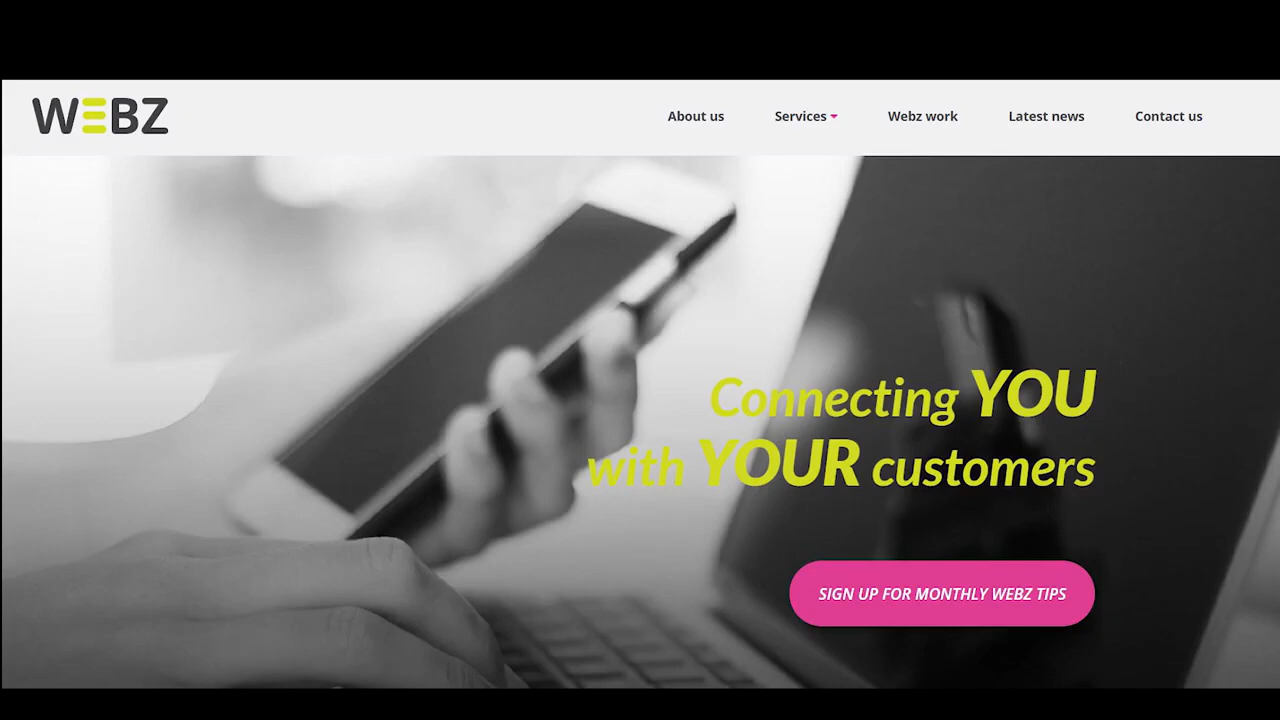 WEBZ
About us Services Webz work Latest news Contact us
Connecting YOU
with YOUR customers
SIGN UP FOR MONTHLY WEBZ TIPS